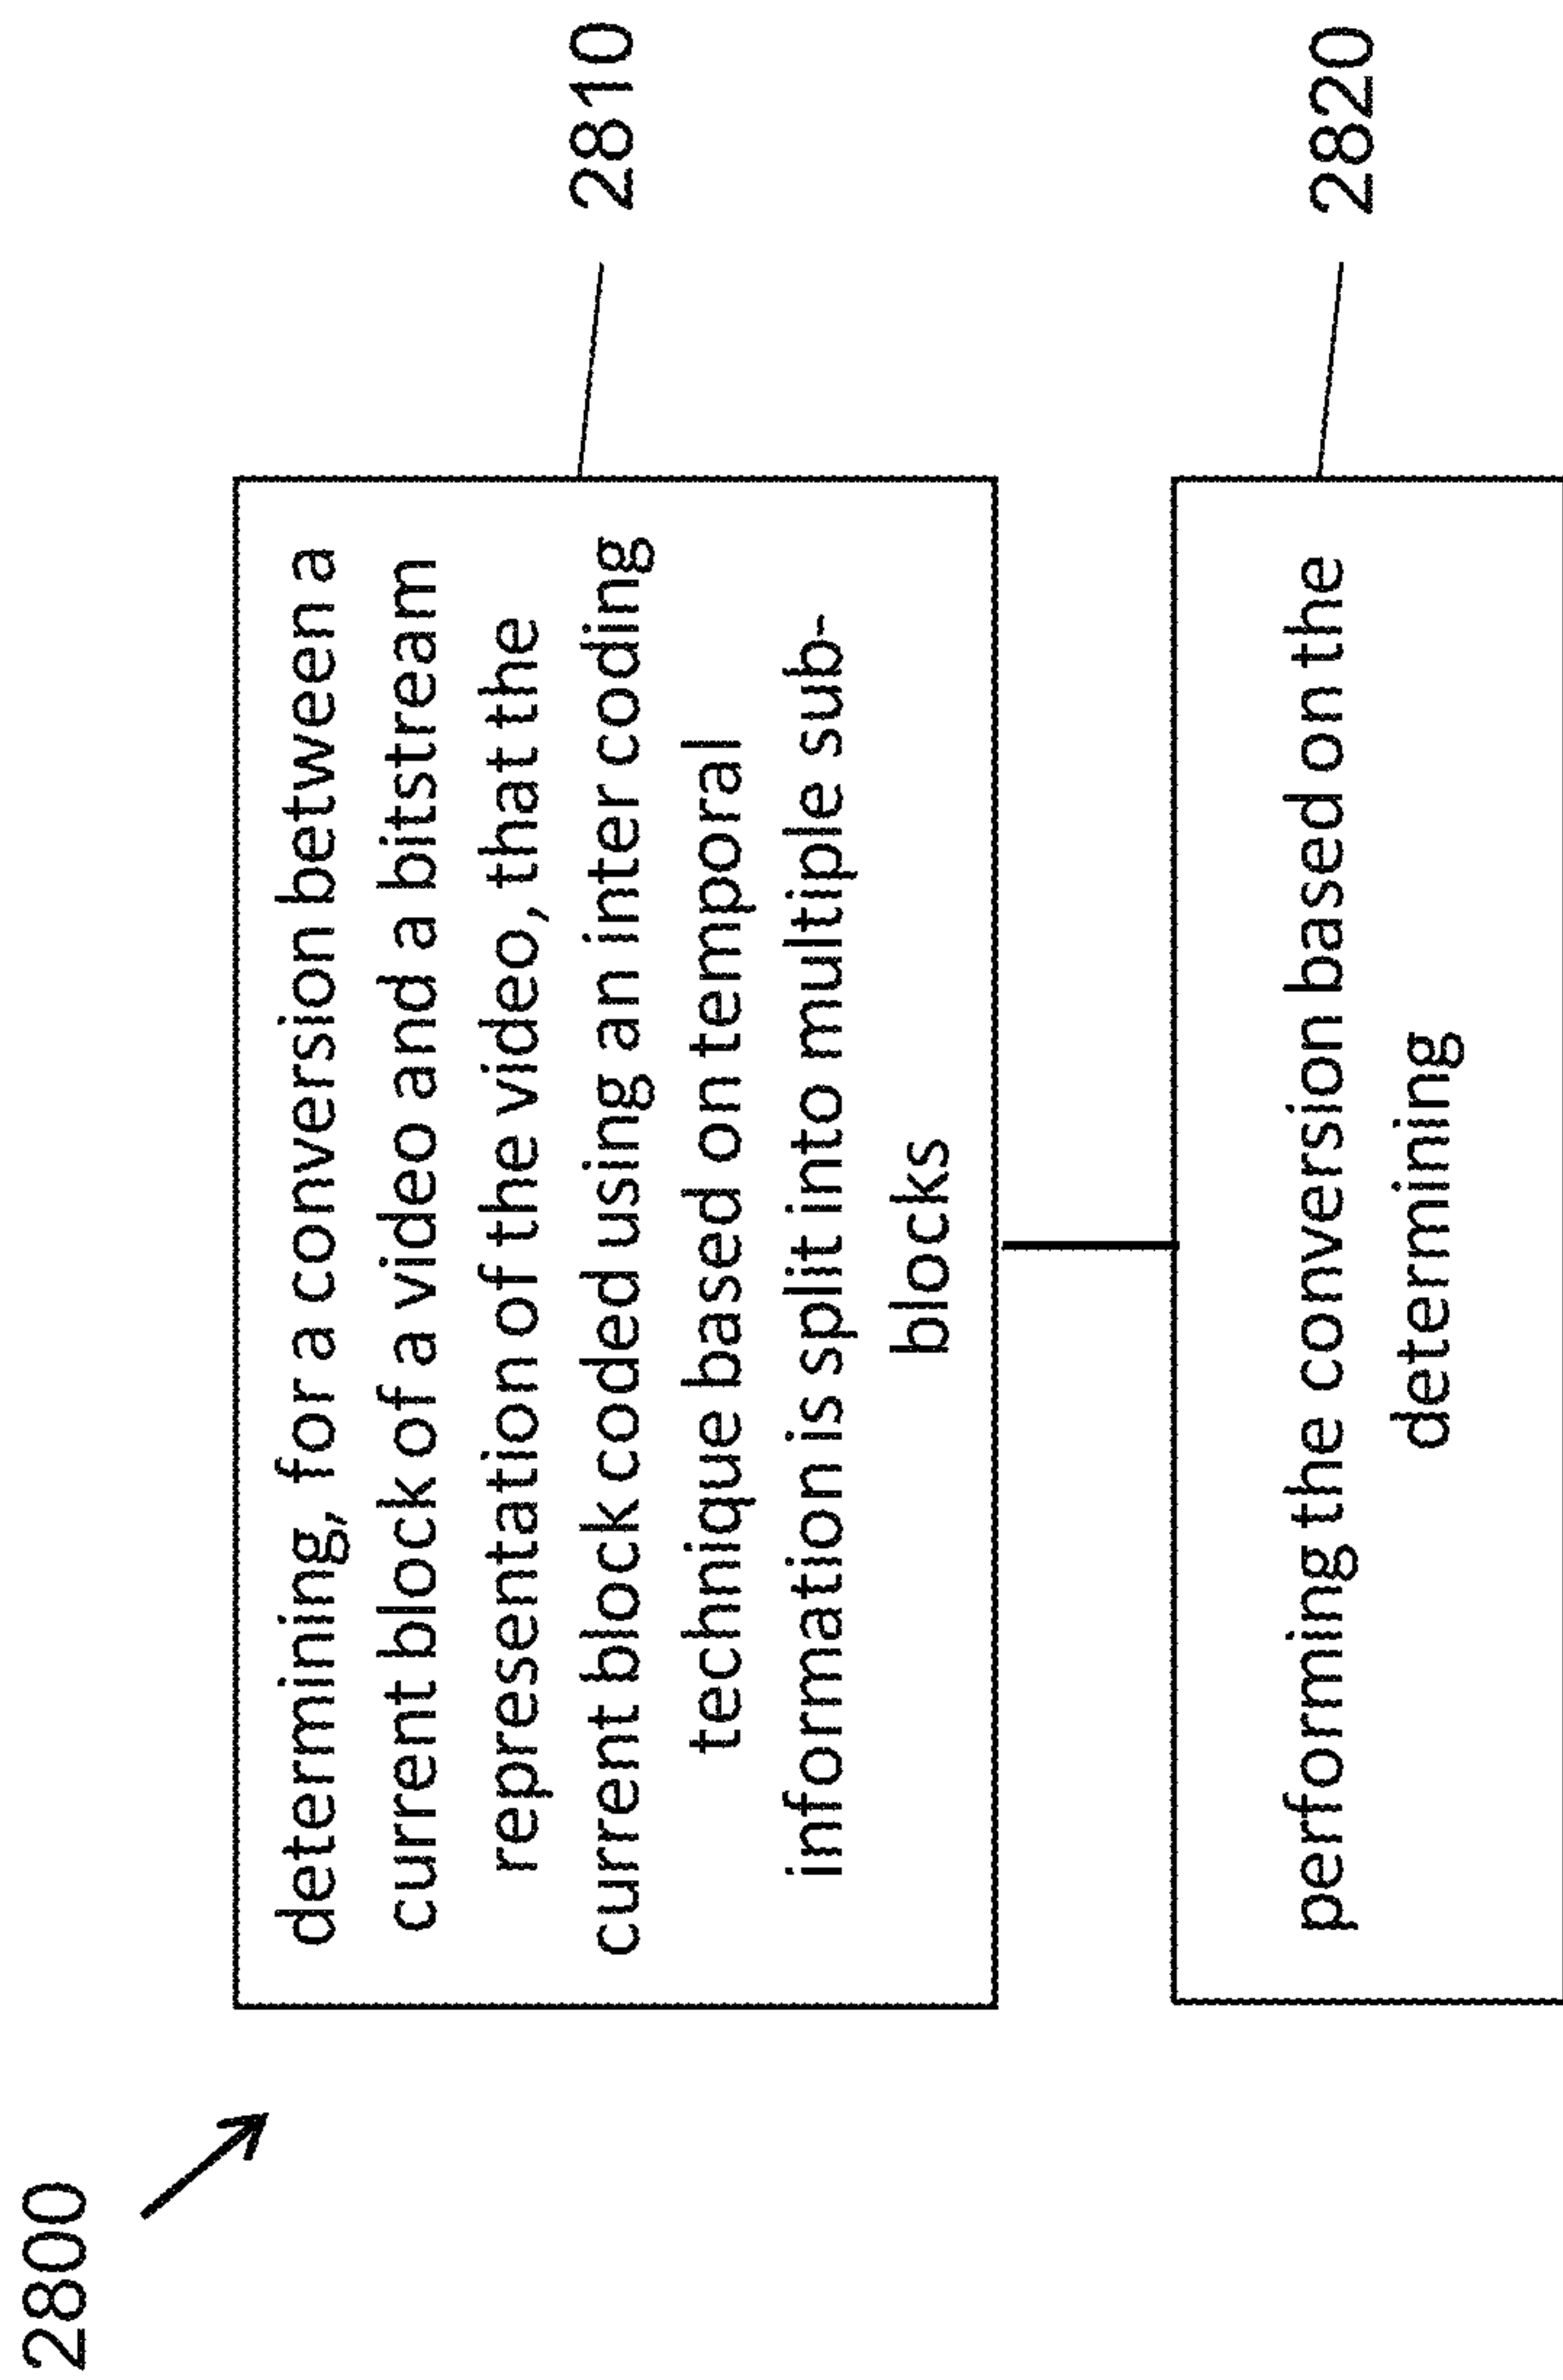 2800
determining, for a conversion between a
current block of a video and a bitstream
representation of the video, that the
current block coded using an inter coding
technique based on temporal
information is split into multiple sub-
blocks
2810
performing the conversion based on the
determining
2820